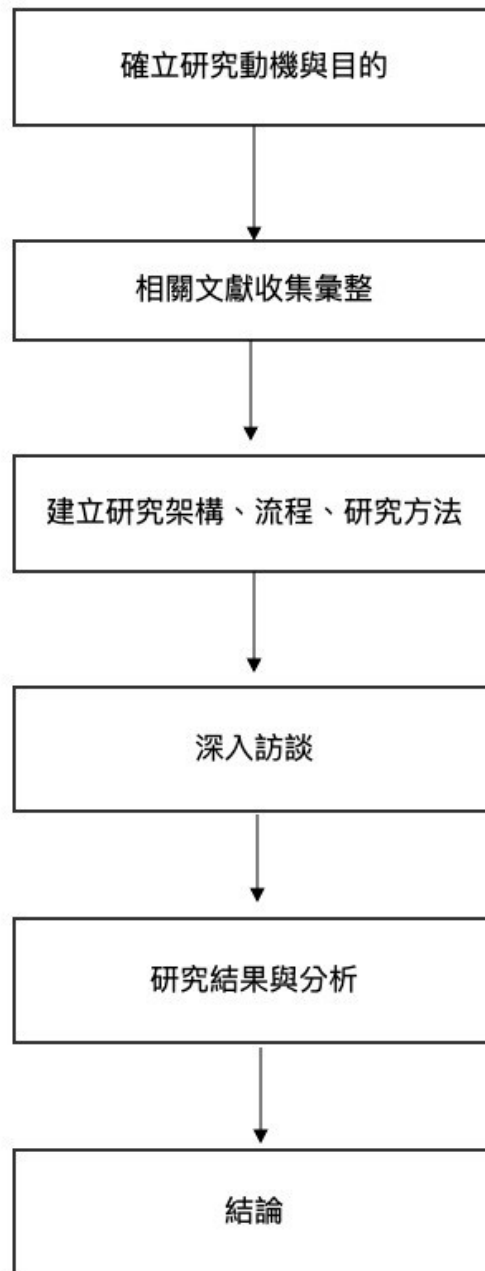 確立研究動機與目的
相關文獻收集彙整
建立研究架構、流程、研究方法
深入訪談
研究結果與分析
結論